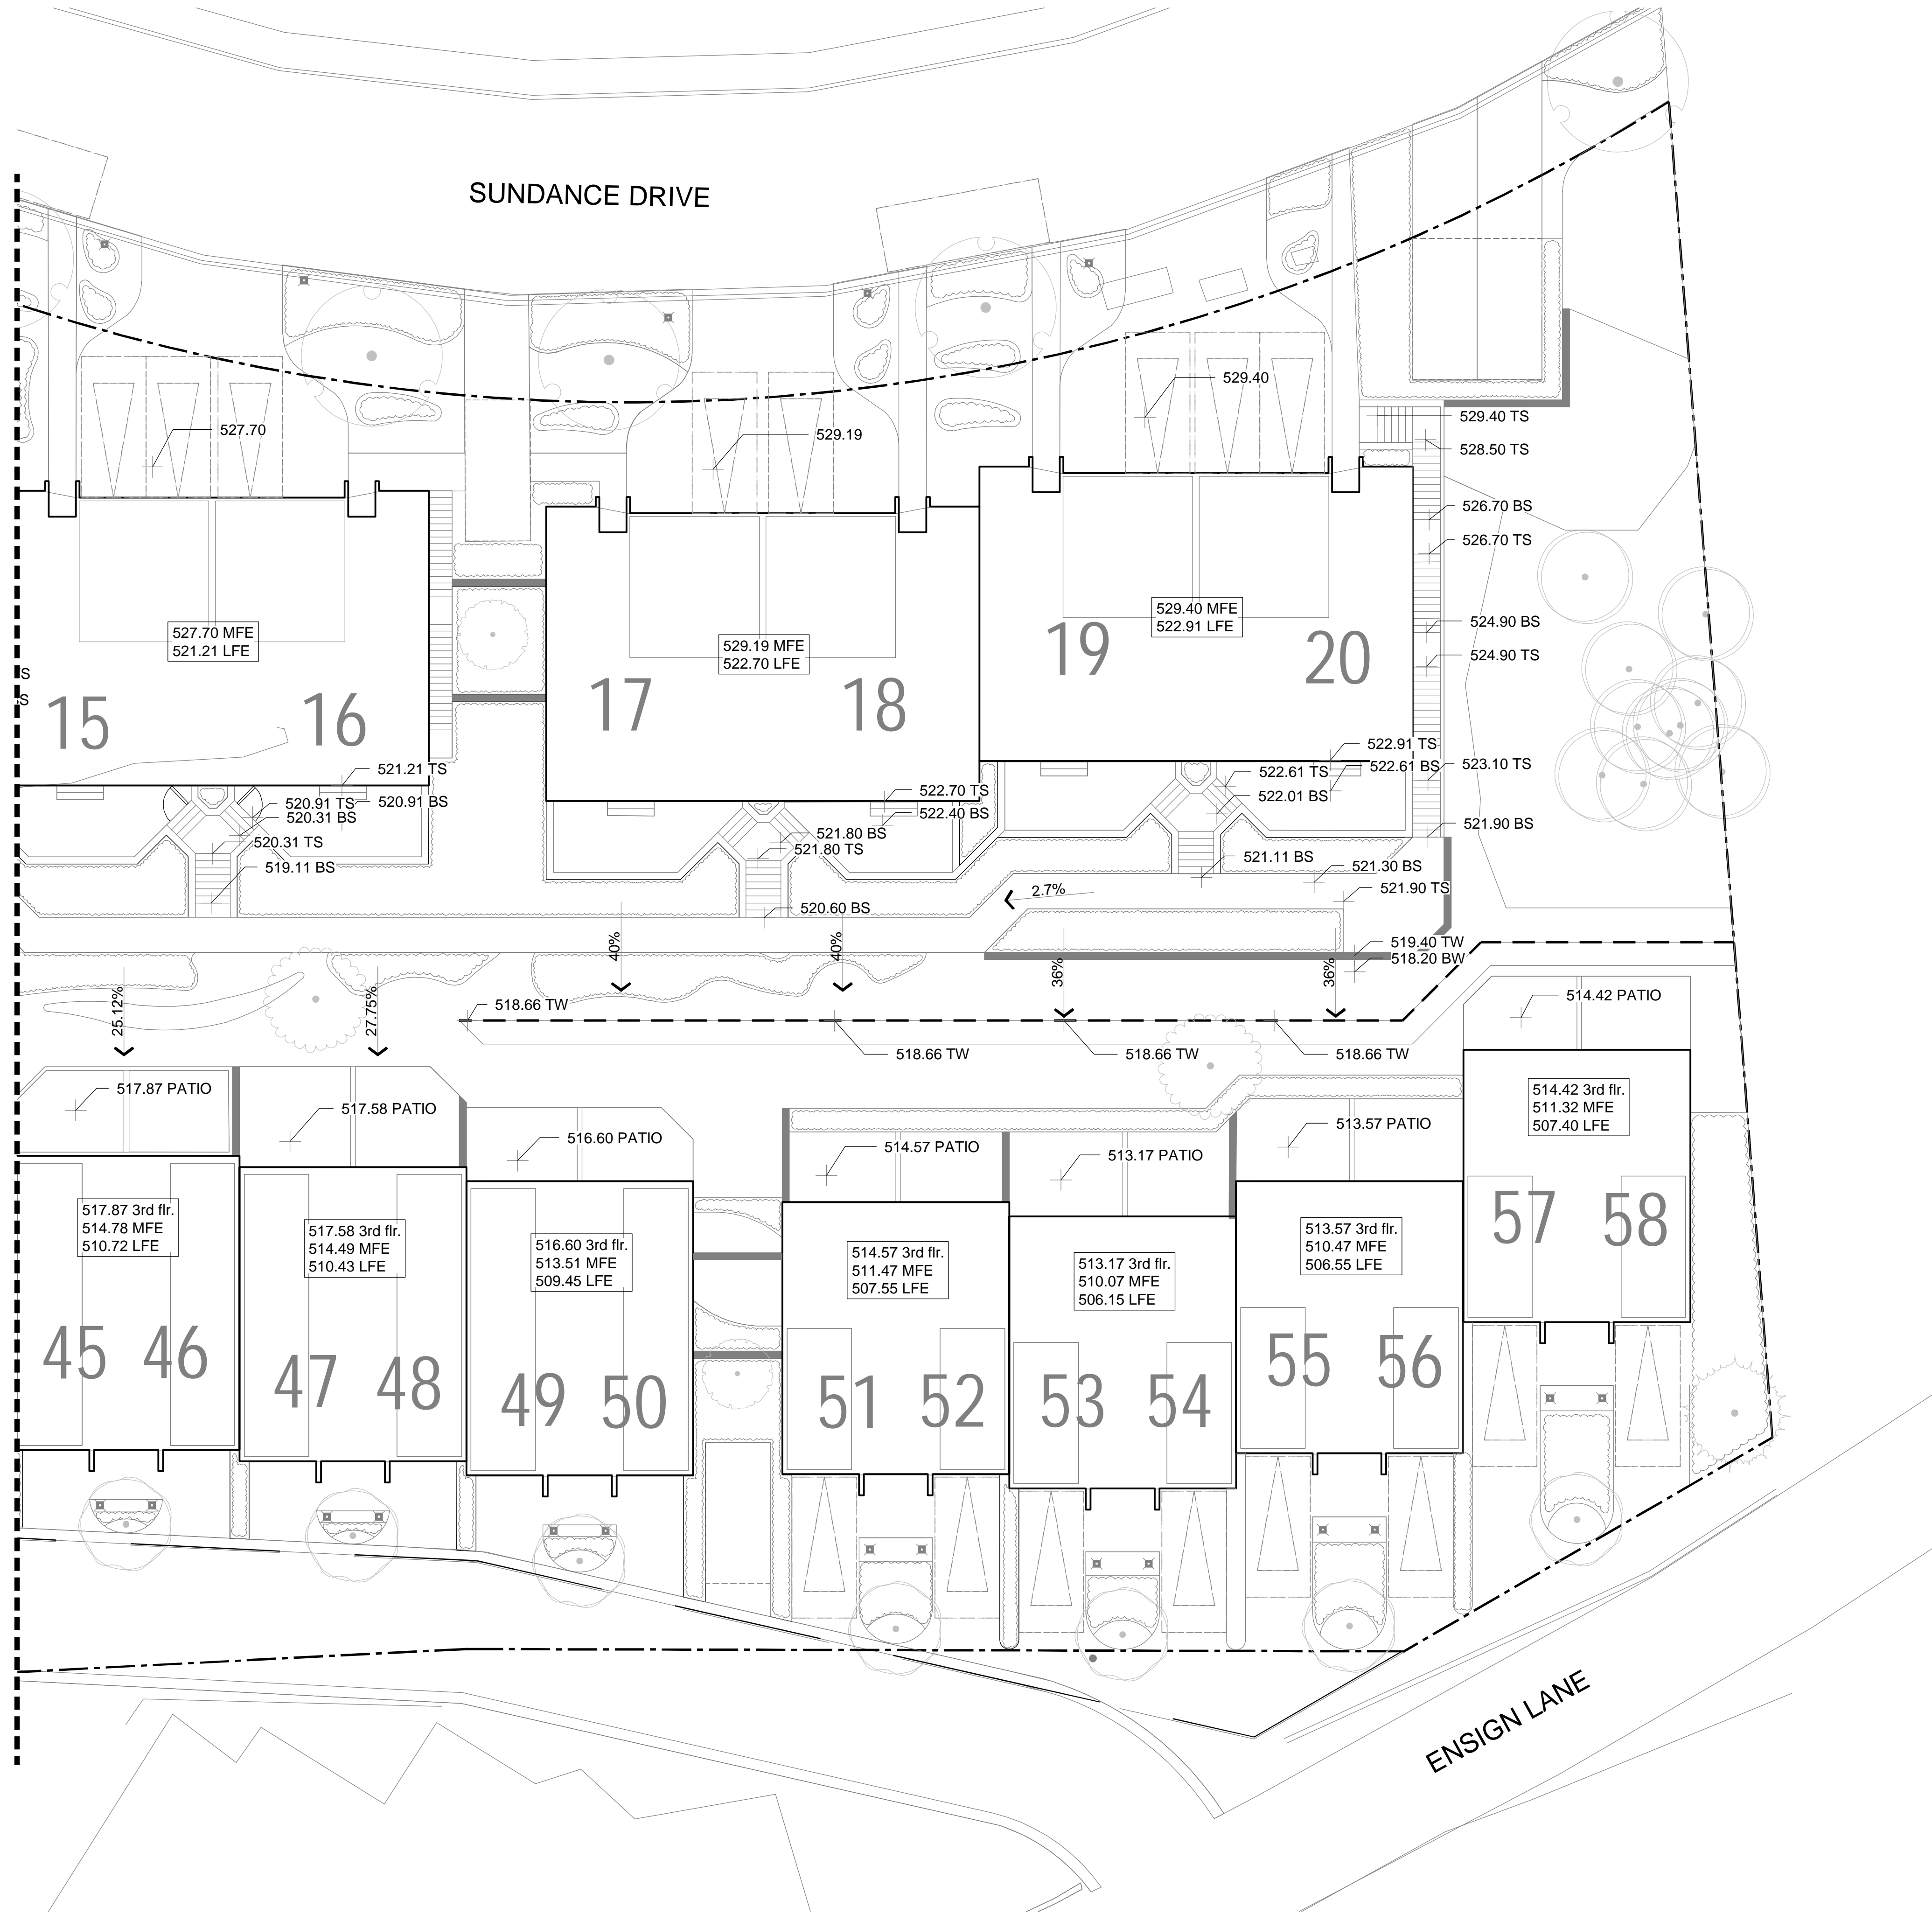 SUNDANCE DRIVE
527.70
529.19
529.40
529.40 TS
528.50 TS
526.70 BS
526.70 TS
524.90 BS
524.90 TS
523.10 TS
521.90 BS
527.70 MFE
521.21 LFE
529.19 MFE
522.70 LFE
529.40 MFE
522.91 LFE
S
S
15
16
17
18
19
20
521.21 TS
520.91 TS
520.91 BS
520.31 BS
520.31 TS
519.11 BS
522.70 TS
522.40 BS
521.80 BS
521.80 TS
520.60 BS
522.91 TS
522.61 TS
522.61 BS
522.01 BS
521.11 BS
521.30 BS
521.90 TS
2.7%
519.40 TW
518.20 BW
40%
40%
36%
36%
25.12%
27.75%
518.66 TW
518.66 TW
518.66 TW
518.66 TW
517.87 PATIO
517.58 PATIO
516.60 PATIO
514.57 PATIO
513.17 PATIO
513.57 PATIO
514.42 PATIO
517.87 3rd flr.
514.78 MFE
510.72 LFE
517.58 3rd flr.
514.49 MFE
510.43 LFE
516.60 3rd flr.
513.51 MFE
509.45 LFE
514.57 3rd flr.
511.47 MFE
507.55 LFE
513.17 3rd flr.
510.07 MFE
506.15 LFE
513.57 3rd flr.
510.47 MFE
506.55 LFE
514.42 3rd flr.
511.32 MFE
507.40 LFE
45
46
47
48
49
50
51
52
53
54
55
56
57
58
ENSIGN LANE